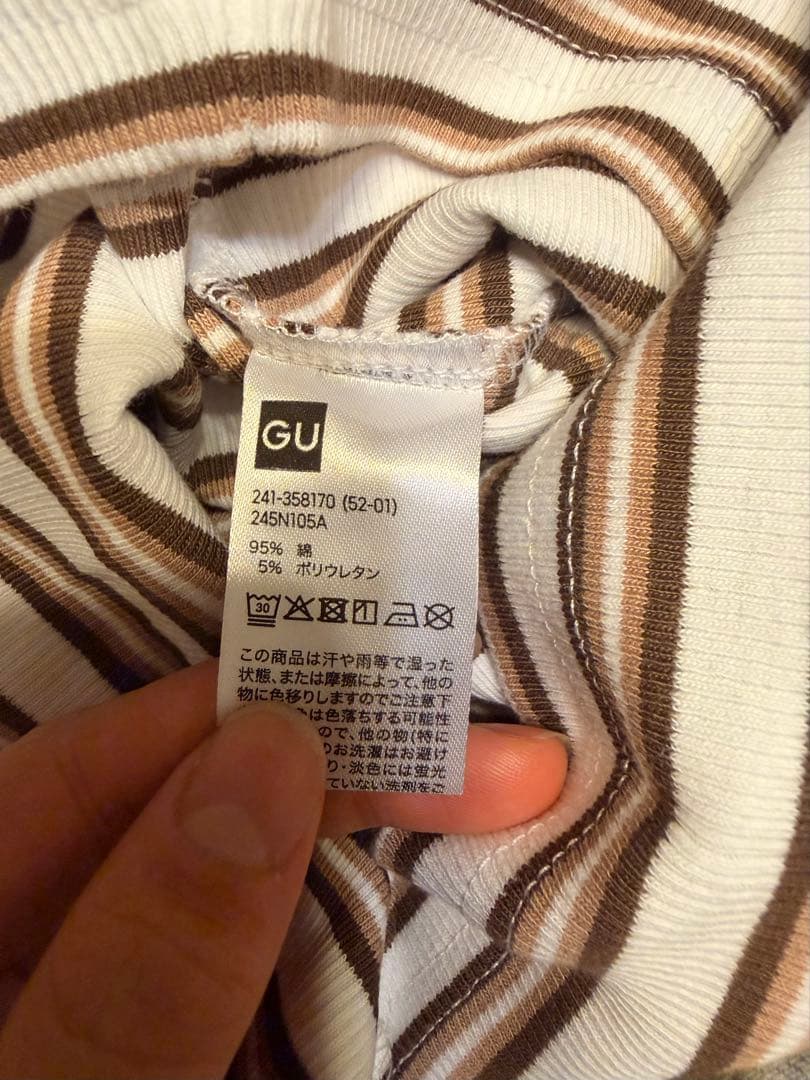 GU
241-358170 (52-01)
245N105A
95% 綿
5% ポリウレタン
30
この商品は汗や雨等で湿った
状態、または摩擦によって、他の
物に色移りしますのでご注意下
は色落ちする可能性
ので、他の物(特に
のお洗濯はお避け
り・淡色には蛍光
ていない洗剤をご